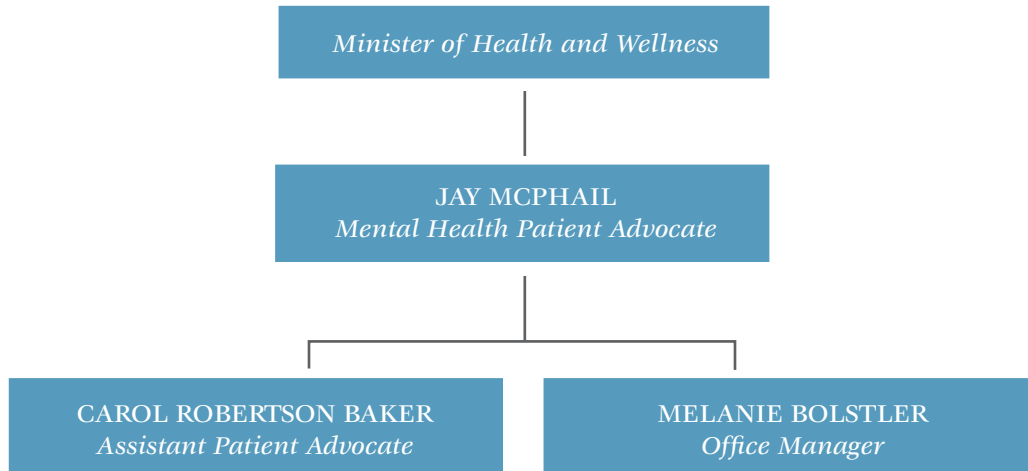 Minister of Health and Wellness
JAY MCPHAIL
Mental Health Patient Advocate
CAROL ROBERTSON BAKER
Assistant Patient Advocate
MELANIE BOLSTLER
Office Manager